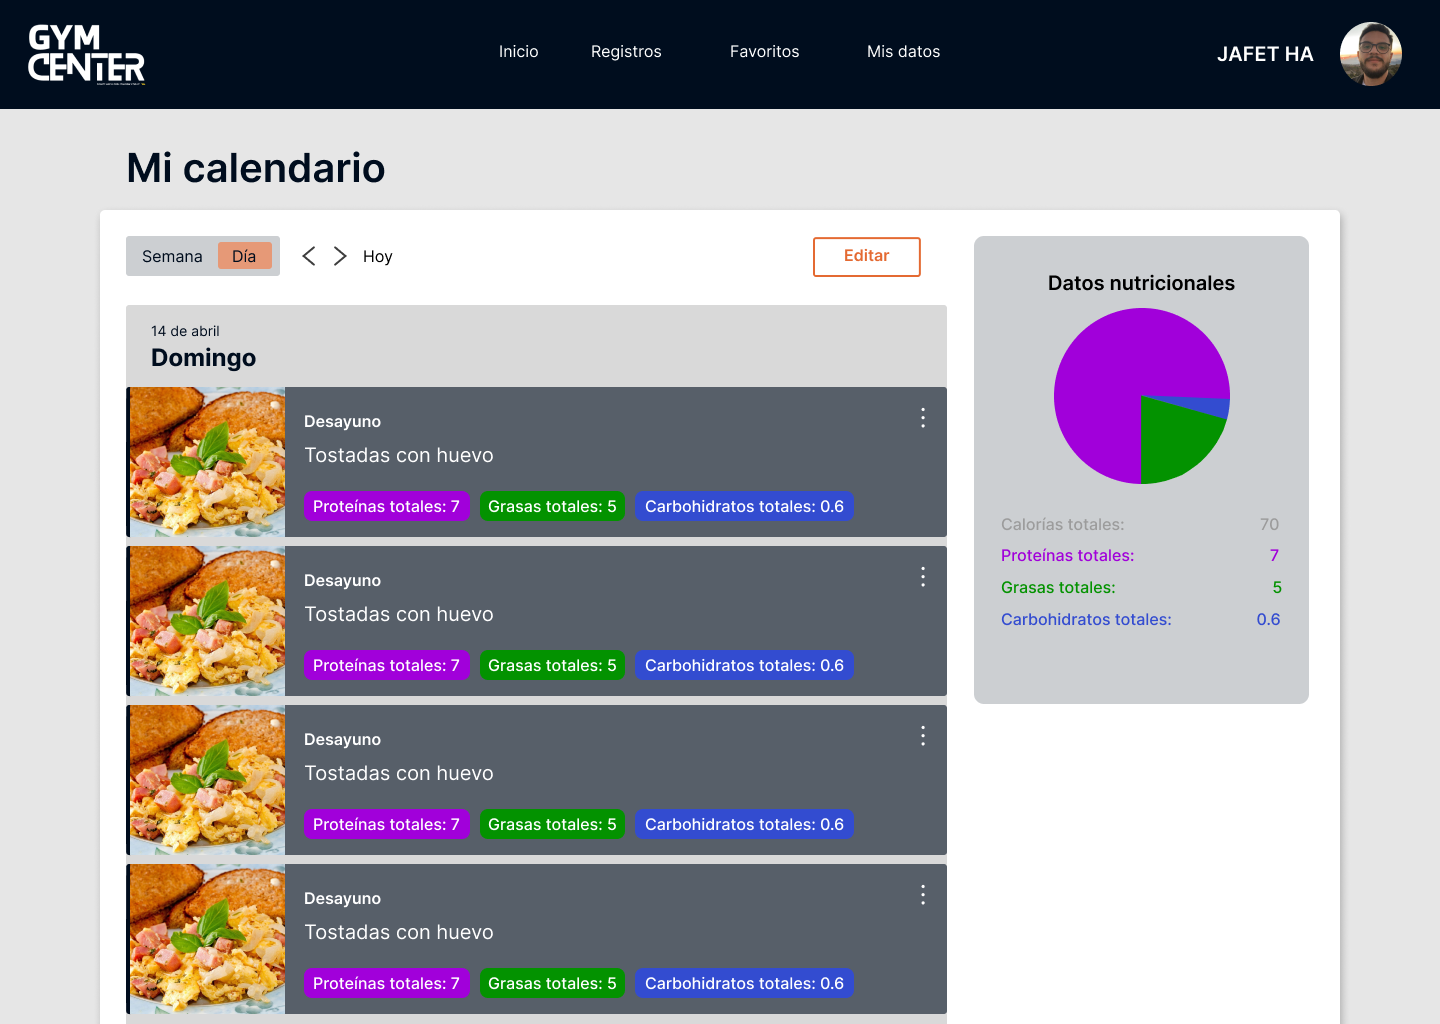 GYM
CENTER
Inicio
Registros
Favoritos
Mis datos
JAFET HA
Mi calendario
Semana
Día
Hoy
Editar
14 de abril
Domingo
Desayuno
Tostadas con huevo
Proteínas totales: 7
Grasas totales: 5
Carbohidratos totales: 0.6
Desayuno
Tostadas con huevo
Proteínas totales: 7
Grasas totales: 5
Carbohidratos totales: 0.6
Desayuno
Tostadas con huevo
Proteínas totales: 7
Grasas totales: 5
Carbohidratos totales: 0.6
Desayuno
Tostadas con huevo
Proteínas totales: 7
Grasas totales: 5
Carbohidratos totales: 0.6
Datos nutricionales
Calorías totales: 70
Proteínas totales: 7
Grasas totales: 5
Carbohidratos totales: 0.6